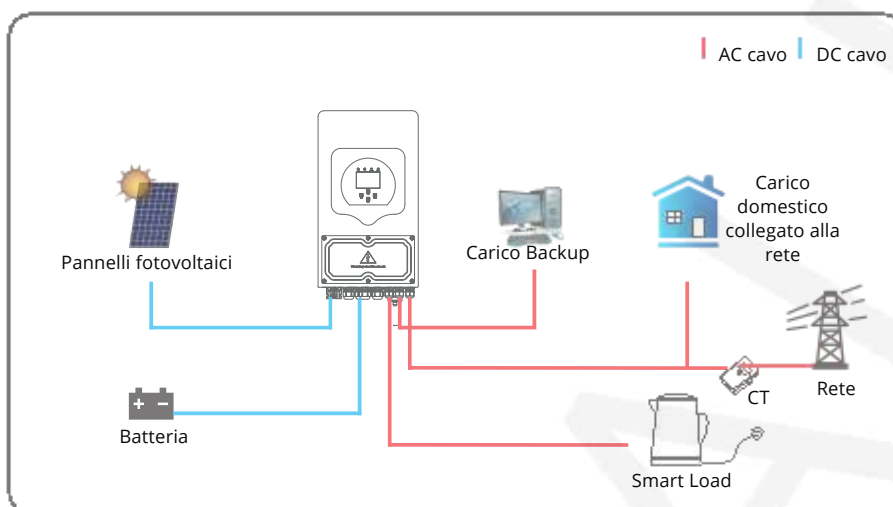 AC cavo
DC cavo
Pannelli fotovoltaici
Carico Backup
Carico
domestico
collegato alla
rete
Batteria
CT
Rete
Smart Load